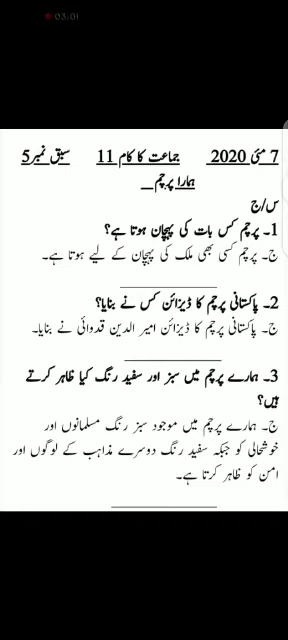 03:01
7 مئی 2020 جماعت کا کام 11 سبق نمبر5
ہمارا پرچم_
س/ج
1۔ پرچم کس بات کی پہچان ہوتا ہے؟
ج۔ پرچم کسی بھی ملک کی پہچان کے لیے ہوتا ہے۔
2۔ پاکستانی پرچم کا ڈیزائن کس نے بنایا؟
ج۔ پاکستانی پرچم کا ڈیزائن امیر الدین قدوائی نے بنایا۔
3۔ ہمارے پرچم میں سبز اور سفید رنگ کیا ظاہر کرتے
ہیں؟
ج۔ ہمارے پرچم میں موجود سبز رنگ مسلمانوں اور
خوشحالی کو جبکہ سفید رنگ دوسرے مذاہب کے لوگوں اور
امن کو ظاہر کرتا ہے۔